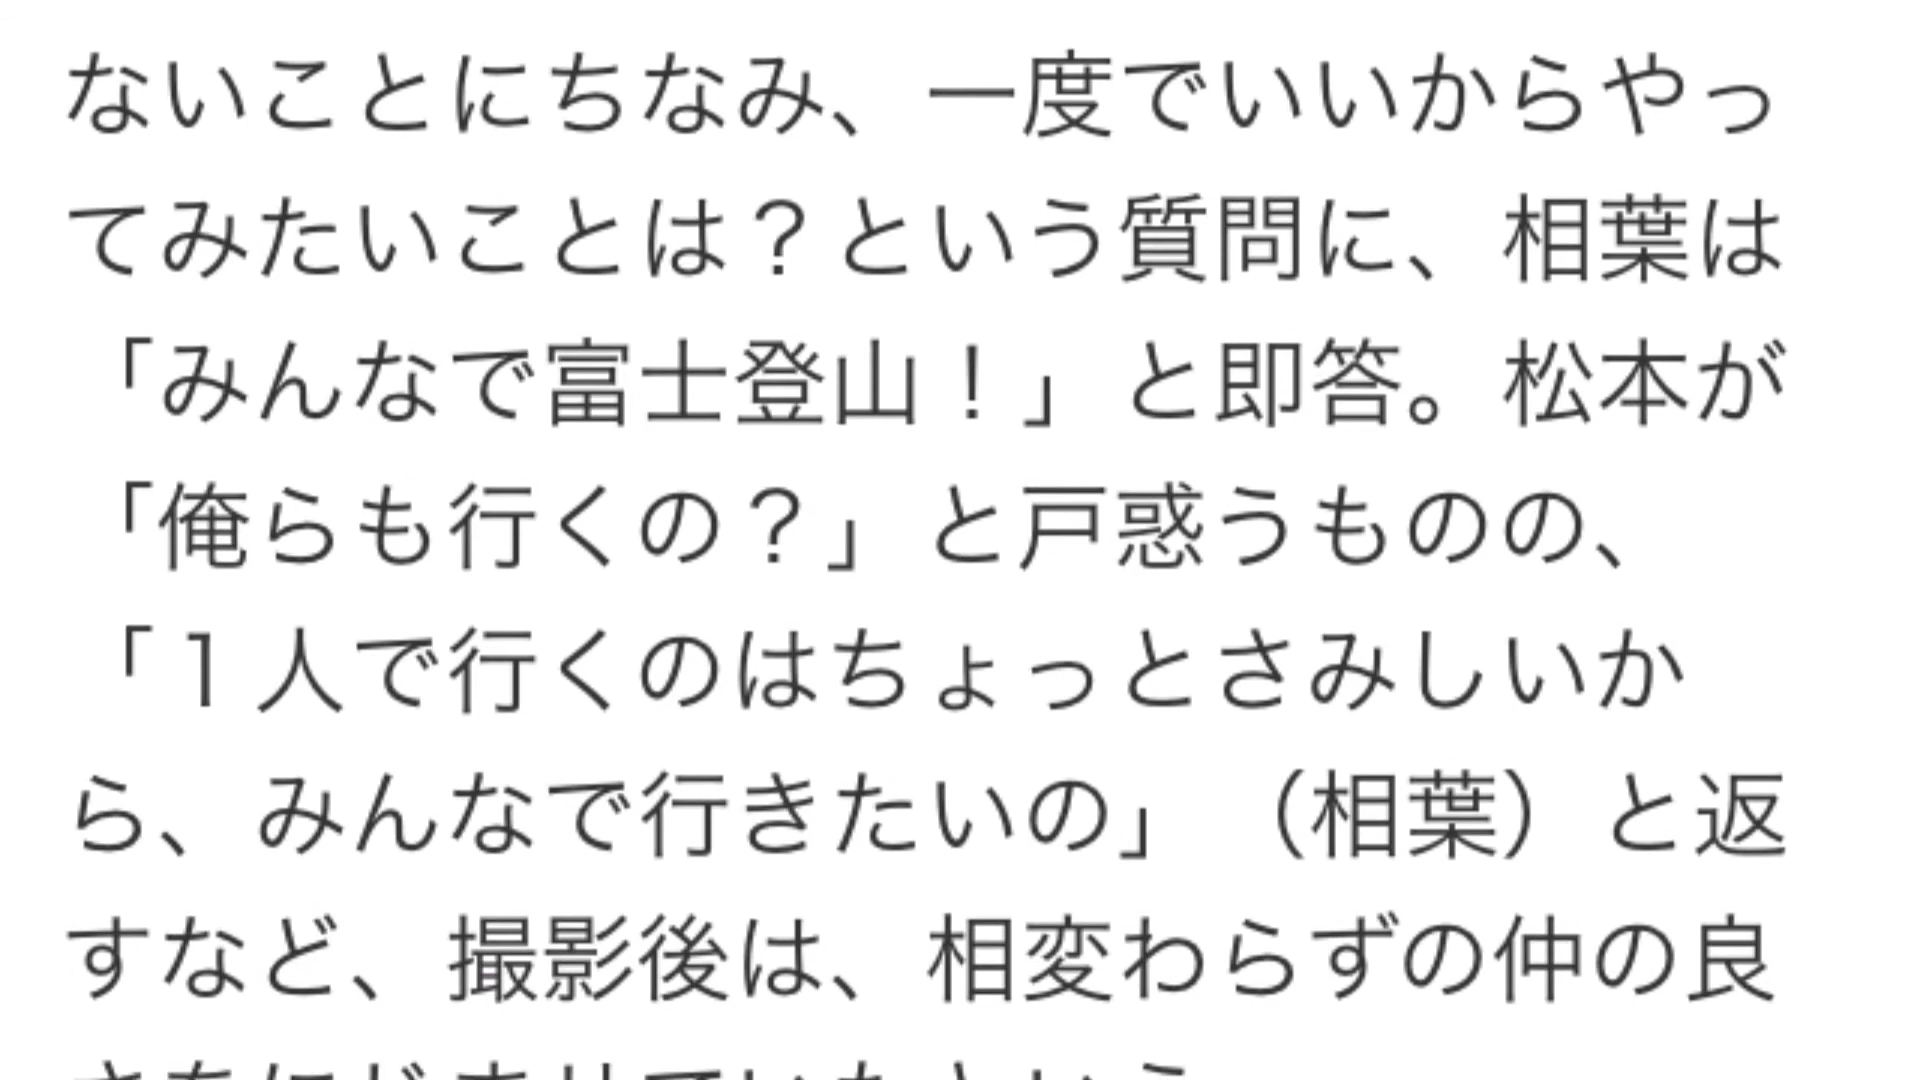 ないことにちなみ、一度でいいからやっ
てみたいことは？という質問に、相葉は
「みんなで富士登山！」と即答。松本が
「俺らも行くの？」と戸惑うものの、
「１人で行くのはちょっとさみしいか
ら、みんなで行きたいの」（相葉）と返
すなど、撮影後は、相変わらずの仲の良